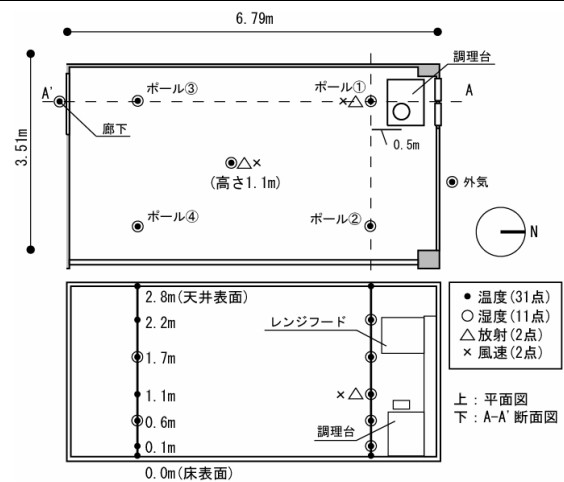 6.79m
調理台
A'
ポール③
ポール①
A
廊下
0.5m
3.51m
(高さ1.1m)
外気
ポール④
ポール②
N
2.8m(天井表面)
2.2m
レンジフード
1.7m
1.1m
0.6m
調理台
0.1m
0.0m(床表面)
● 温度(31点)
○ 湿度(11点)
△ 放射(2点)
× 風速(2点)
上:平面図
下:A-A'断面図